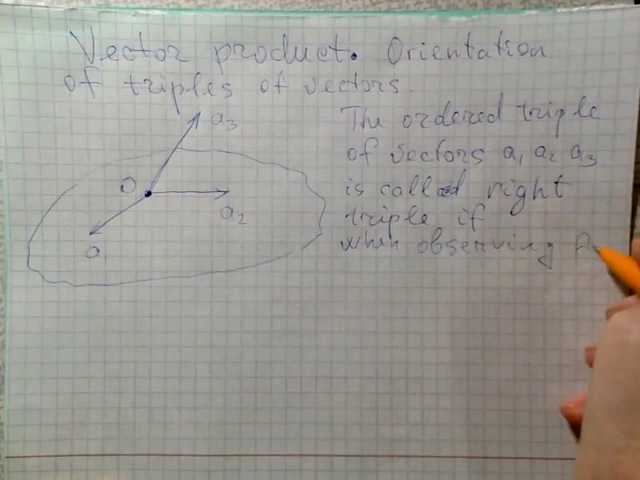 Vector product. Orientation
of triples of vectors.
a3
The ordered triple
of vectors a1 a2 a3
O
is called right
a2
triple if
a1
when observing